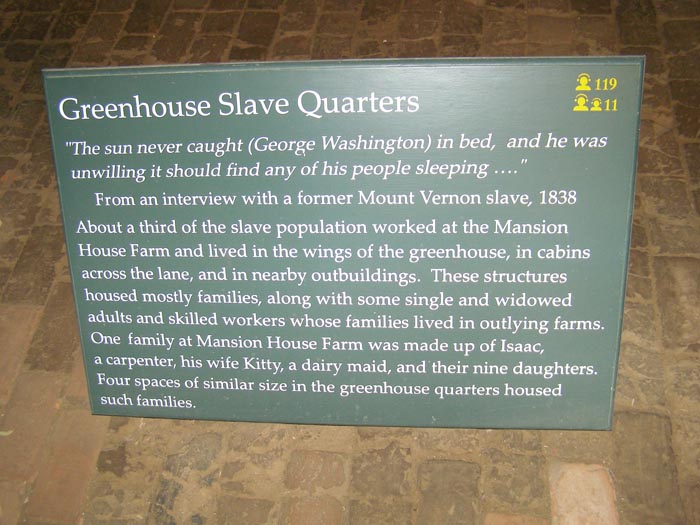 119
11
Greenhouse Slave Quarters
"The sun never caught (George Washington) in bed, and he was
unwilling it should find any of his people sleeping ...."
From an interview with a former Mount Vernon slave, 1838
About a third of the slave population worked at the Mansion
House Farm and lived in the wings of the greenhouse, in cabins
across the lane, and in nearby outbuildings. These structures
housed mostly families, along with some single and widowed
adults and skilled workers whose families lived in outlying farms.
One family at Mansion House Farm was made up of Isaac,
a carpenter, his wife Kitty, a dairy maid, and their nine daughters.
Four spaces of similar size in the greenhouse quarters housed
such families.